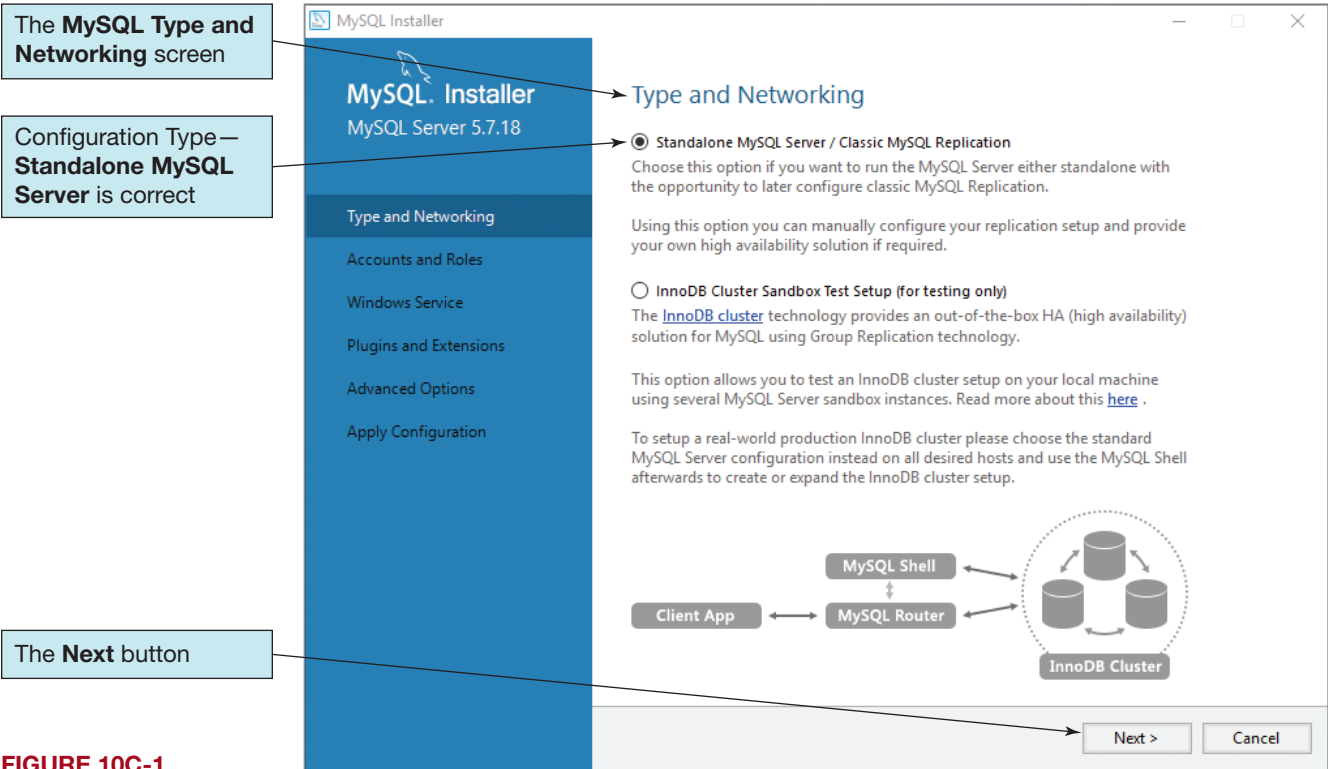 The MySQL Type and
Networking screen
Configuration Type—
Standalone MySQL
Server is correct
The Next button
FIGURE 10C-1
MySQL Installer
MySQL. Installer
MySQL Server 5.7.18
Type and Networking
Accounts and Roles
Windows Service
Plugins and Extensions
Advanced Options
Apply Configuration
Type and Networking
Standalone MySQL Server / Classic MySQL Replication
Choose this option if you want to run the MySQL Server either standalone with
the opportunity to later configure classic MySQL Replication.
Using this option you can manually configure your replication setup and provide
your own high availability solution if required.
InnoDB Cluster Sandbox Test Setup (for testing only)
The InnoDB cluster technology provides an out-of-the-box HA (high availability)
solution for MySQL using Group Replication technology.
This option allows you to test an InnoDB cluster setup on your local machine
using several MySQL Server sandbox instances. Read more about this here .
To setup a real-world production InnoDB cluster please choose the standard
MySQL Server configuration instead on all desired hosts and use the MySQL Shell
afterwards to create or expand the InnoDB cluster setup.
MySQL Shell
Client App
MySQL Router
InnoDB Cluster
Next >
Cancel